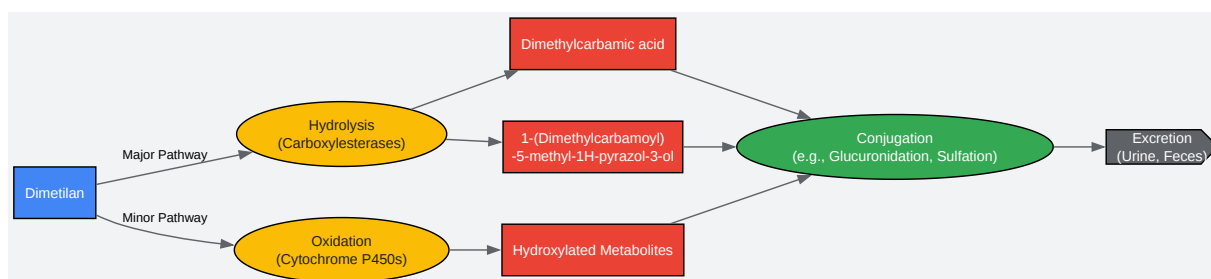 Dimetilan
Major Pathway
Minor Pathway
Hydrolysis
(Carboxylesterases)
Oxidation
(Cytochrome P450s)
Dimethylcarbamic acid
1-(Dimethylcarbamoyl)
-5-methyl-1H-pyrazol-3-ol
Hydroxylated Metabolites
Conjugation
(e.g., Glucuronidation, Sulfation)
Excretion
(Urine, Feces)